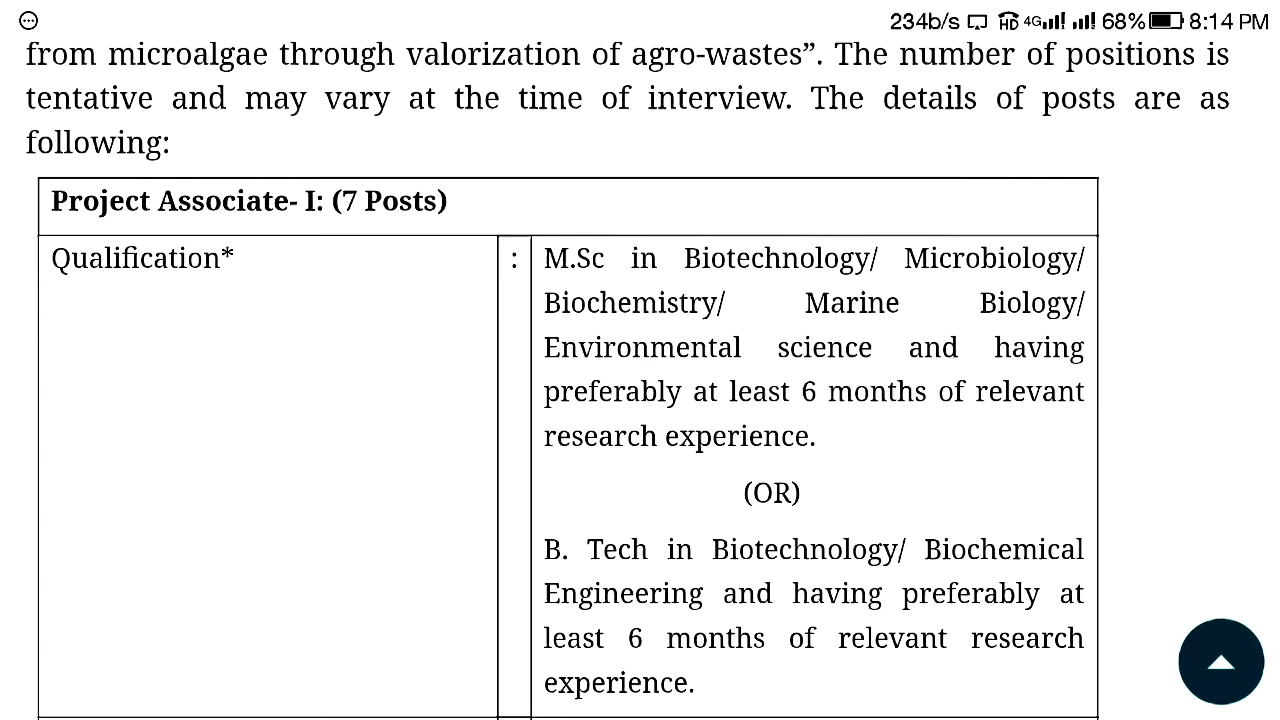 234b/s HD 4G 68% 8:14 PM
from microalgae through valorization of agro-wastes”. The number of positions is
tentative and may vary at the time of interview. The details of posts are as
following:
Project Associate- I: (7 Posts)
Qualification* : M.Sc in Biotechnology/ Microbiology/
Biochemistry/ Marine Biology/
Environmental science and having
preferably at least 6 months of relevant
research experience.
(OR)
B. Tech in Biotechnology/ Biochemical
Engineering and having preferably at
least 6 months of relevant research
experience.